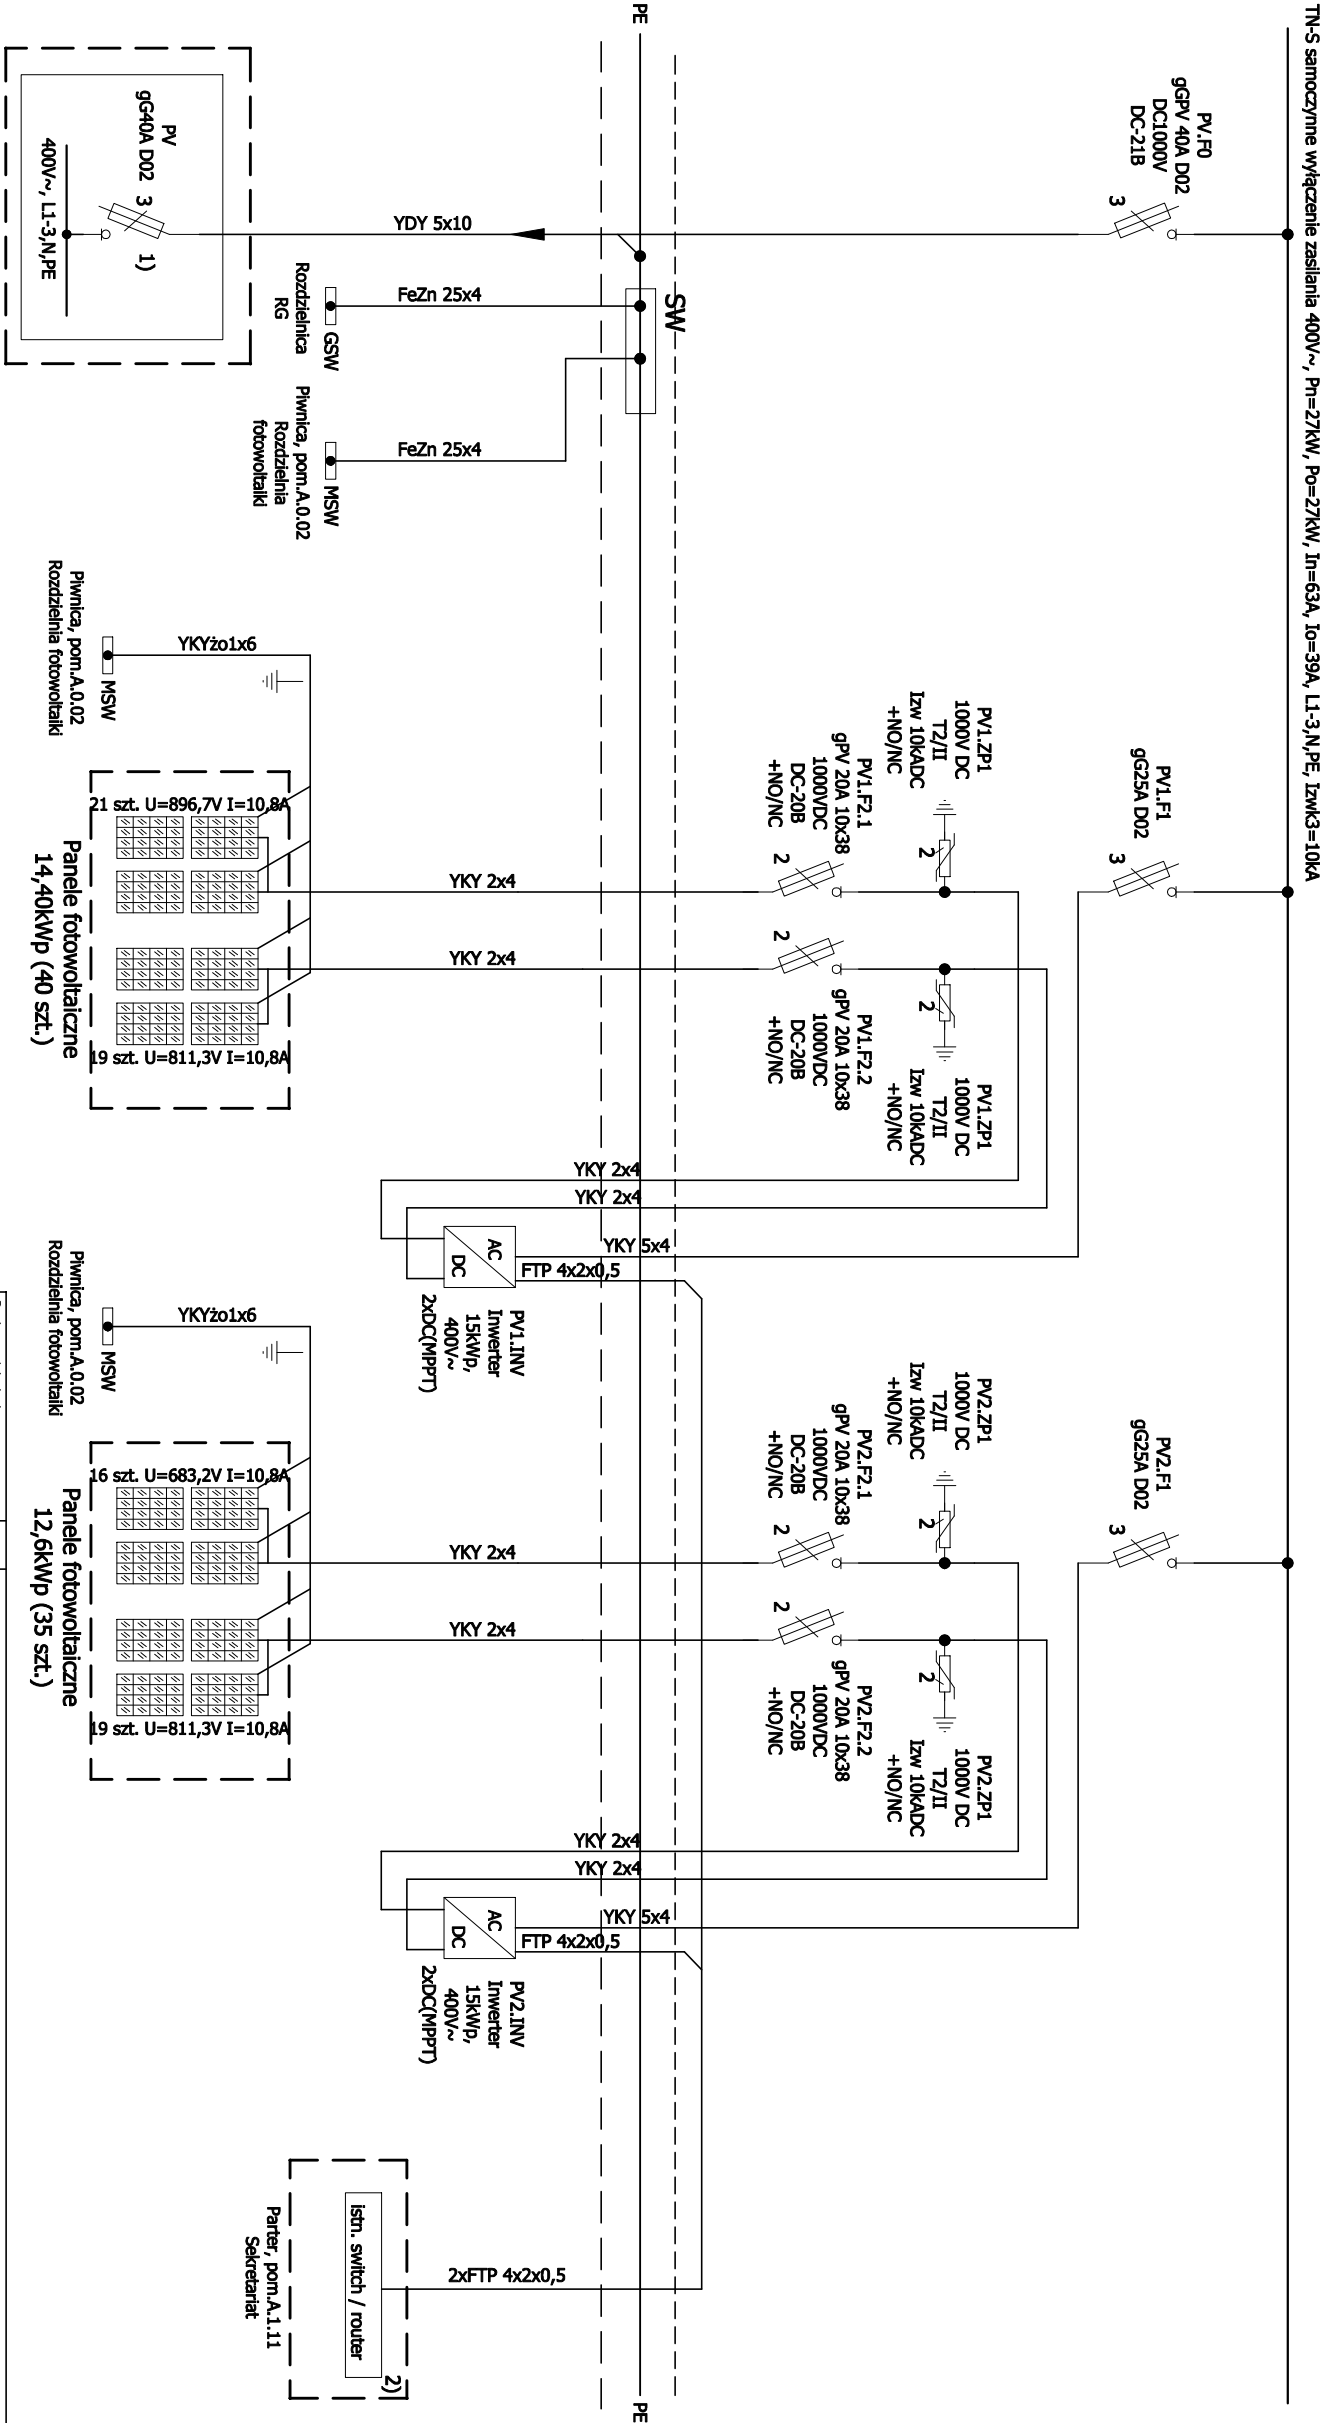 TN-S samoczynne wyłączenie zasilania 400V~, Pn=27kW, Po=27kW, In=63A, Io=39A, L1-3,N,PE, Izwk3=10kA
PV.F0
gGPV 40A D02
DC1000V
DC-21B
3
PV1.F1
gG25A D02
3
PV2.F1
gG25A D02
3
PV1.ZP1
1000V DC
T2/II
Izw 10kADC
+NO/NC
2
2
PV1.ZP1
1000V DC
T2/II
Izw 10kADC
+NO/NC
PV2.ZP1
1000V DC
T2/II
Izw 10kADC
+NO/NC
2
2
PV2.ZP1
1000V DC
T2/II
Izw 10kADC
+NO/NC
PV1.F2.1
gPV 20A 10x38
1000VDC
DC-20B
+NO/NC
2
2
PV1.F2.2
gPV 20A 10x38
1000VDC
DC-20B
+NO/NC
PV2.F2.1
gPV 20A 10x38
1000VDC
DC-20B
+NO/NC
2
2
PV2.F2.2
gPV 20A 10x38
1000VDC
DC-20B
+NO/NC
PE
SW
PE
YKY 2x4
YKY 2x4
YKY 5x4
FTP 4x2x0,5
YKY 2x4
YKY 2x4
YKY 5x4
FTP 4x2x0,5
YDY 5x10
FeZn 25x4
FeZn 25x4
YKY 2x4
YKY 2x4
YKY 2x4
YKY 2x4
2xFTP 4x2x0,5
AC
DC
PV1.INV
Inwerter
15kWp,
400V~
2xDC(MPPT)
AC
DC
PV2.INV
Inwerter
15kWp,
400V~
2xDC(MPPT)
GSW
Rozdzielnica
RG
MSW
Piwnica, pom.A.0.02
Rozdzielnia
fotowoltaiki
istn. switch / router
2)
Parter, pom.A.1.11
Sekretariat
PV
gG40A D02
3
1)
400V~, L1-3,N,PE
YKYżo1x6
MSW
Piwnica, pom.A.0.02
Rozdzielnia fotowoltaiki
21 szt. U=896,7V I=10,8A
19 szt. U=811,3V I=10,8A
Panele fotowoltaiczne
14,40kWp (40 szt.)
YKYżo1x6
MSW
Piwnica, pom.A.0.02
Rozdzielnia fotowoltaiki
16 szt. U=683,2V I=10,8A
19 szt. U=811,3V I=10,8A
Panele fotowoltaiczne
12,6kWp (35 szt.)